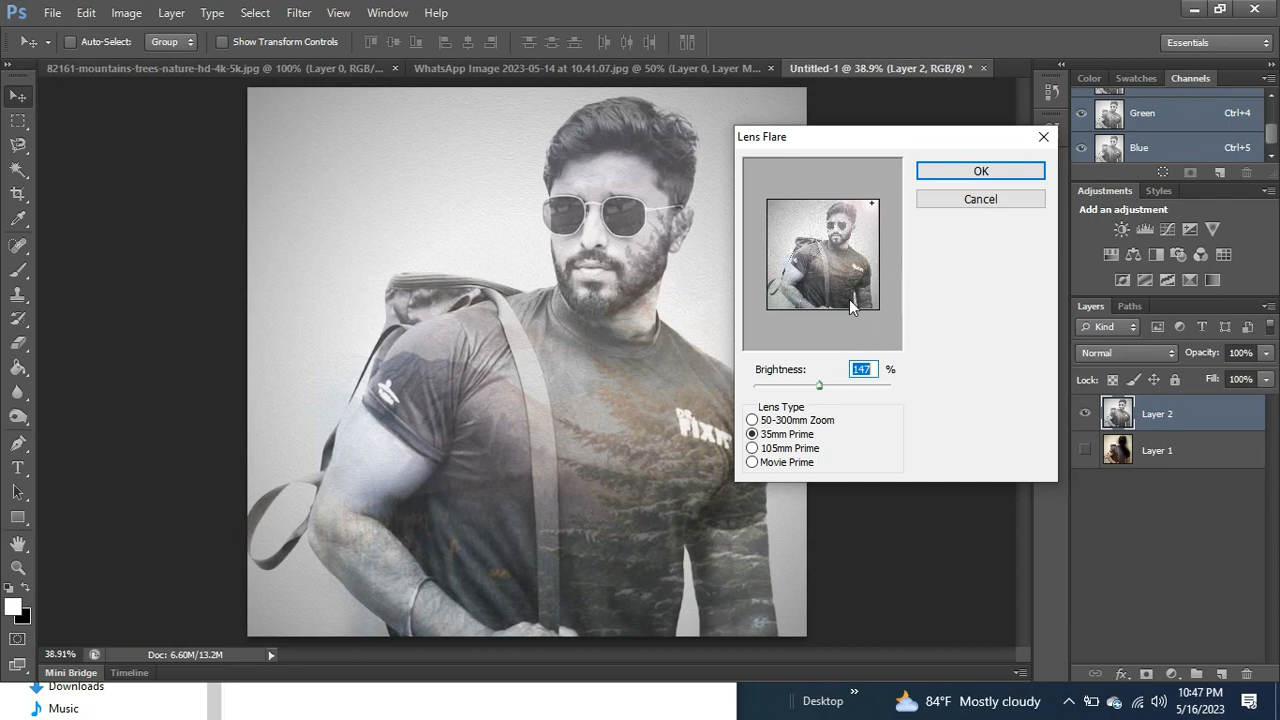 Ps File Edit Image Layer Type Select Filter View Window Help
Auto-Select: Group Show Transform Controls Essentials
82161-mountains-trees-nature-hd-4k-5k.jpg @ 100% (Layer 0, RGB/... × WhatsApp Image 2023-05-14 at 10.41.07.jpg @ 50% (Layer 0, Layer M... × Untitled-1 @ 38.9% (Layer 2, RGB/8) * ×
Color Swatches Channels
Green Ctrl+4
Blue Ctrl+5
Lens Flare
OK
Cancel
Brightness: 147 %
Lens Type
50-300mm Zoom
35mm Prime
105mm Prime
Movie Prime
Adjustments Styles
Add an adjustment
Layers Paths
Kind
Normal Opacity: 100%
Lock: Fill: 100%
Layer 2
Layer 1
DR.
FIXIT
38.91% Doc: 6.60M/13.2M
Mini Bridge Timeline
Downloads
Music
Desktop » 84°F Mostly cloudy
10:47 PM
5/16/2023